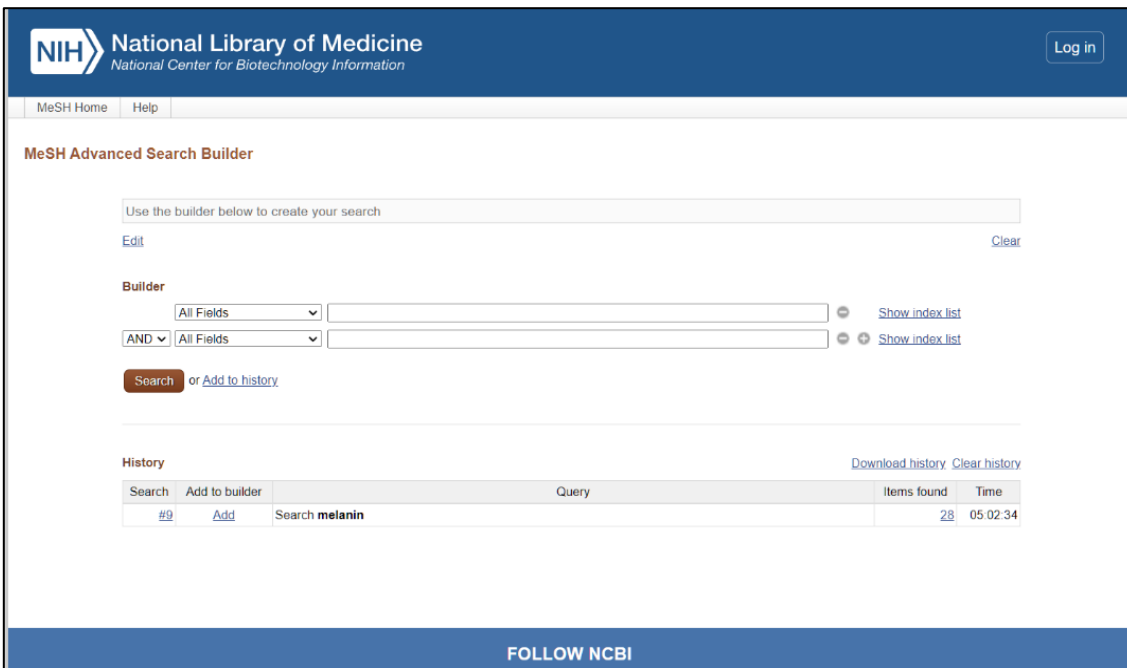 NIH National Library of Medicine
National Center for Biotechnology Information
Log in
MeSH Home Help
MeSH Advanced Search Builder
Use the builder below to create your search
Edit Clear
Builder
All Fields Show index list
AND All Fields Show index list
Search or Add to history
History Download history Clear history
Search Add to builder Query Items found Time
#9 Add Search melanin 28 05:02:34
FOLLOW NCBI